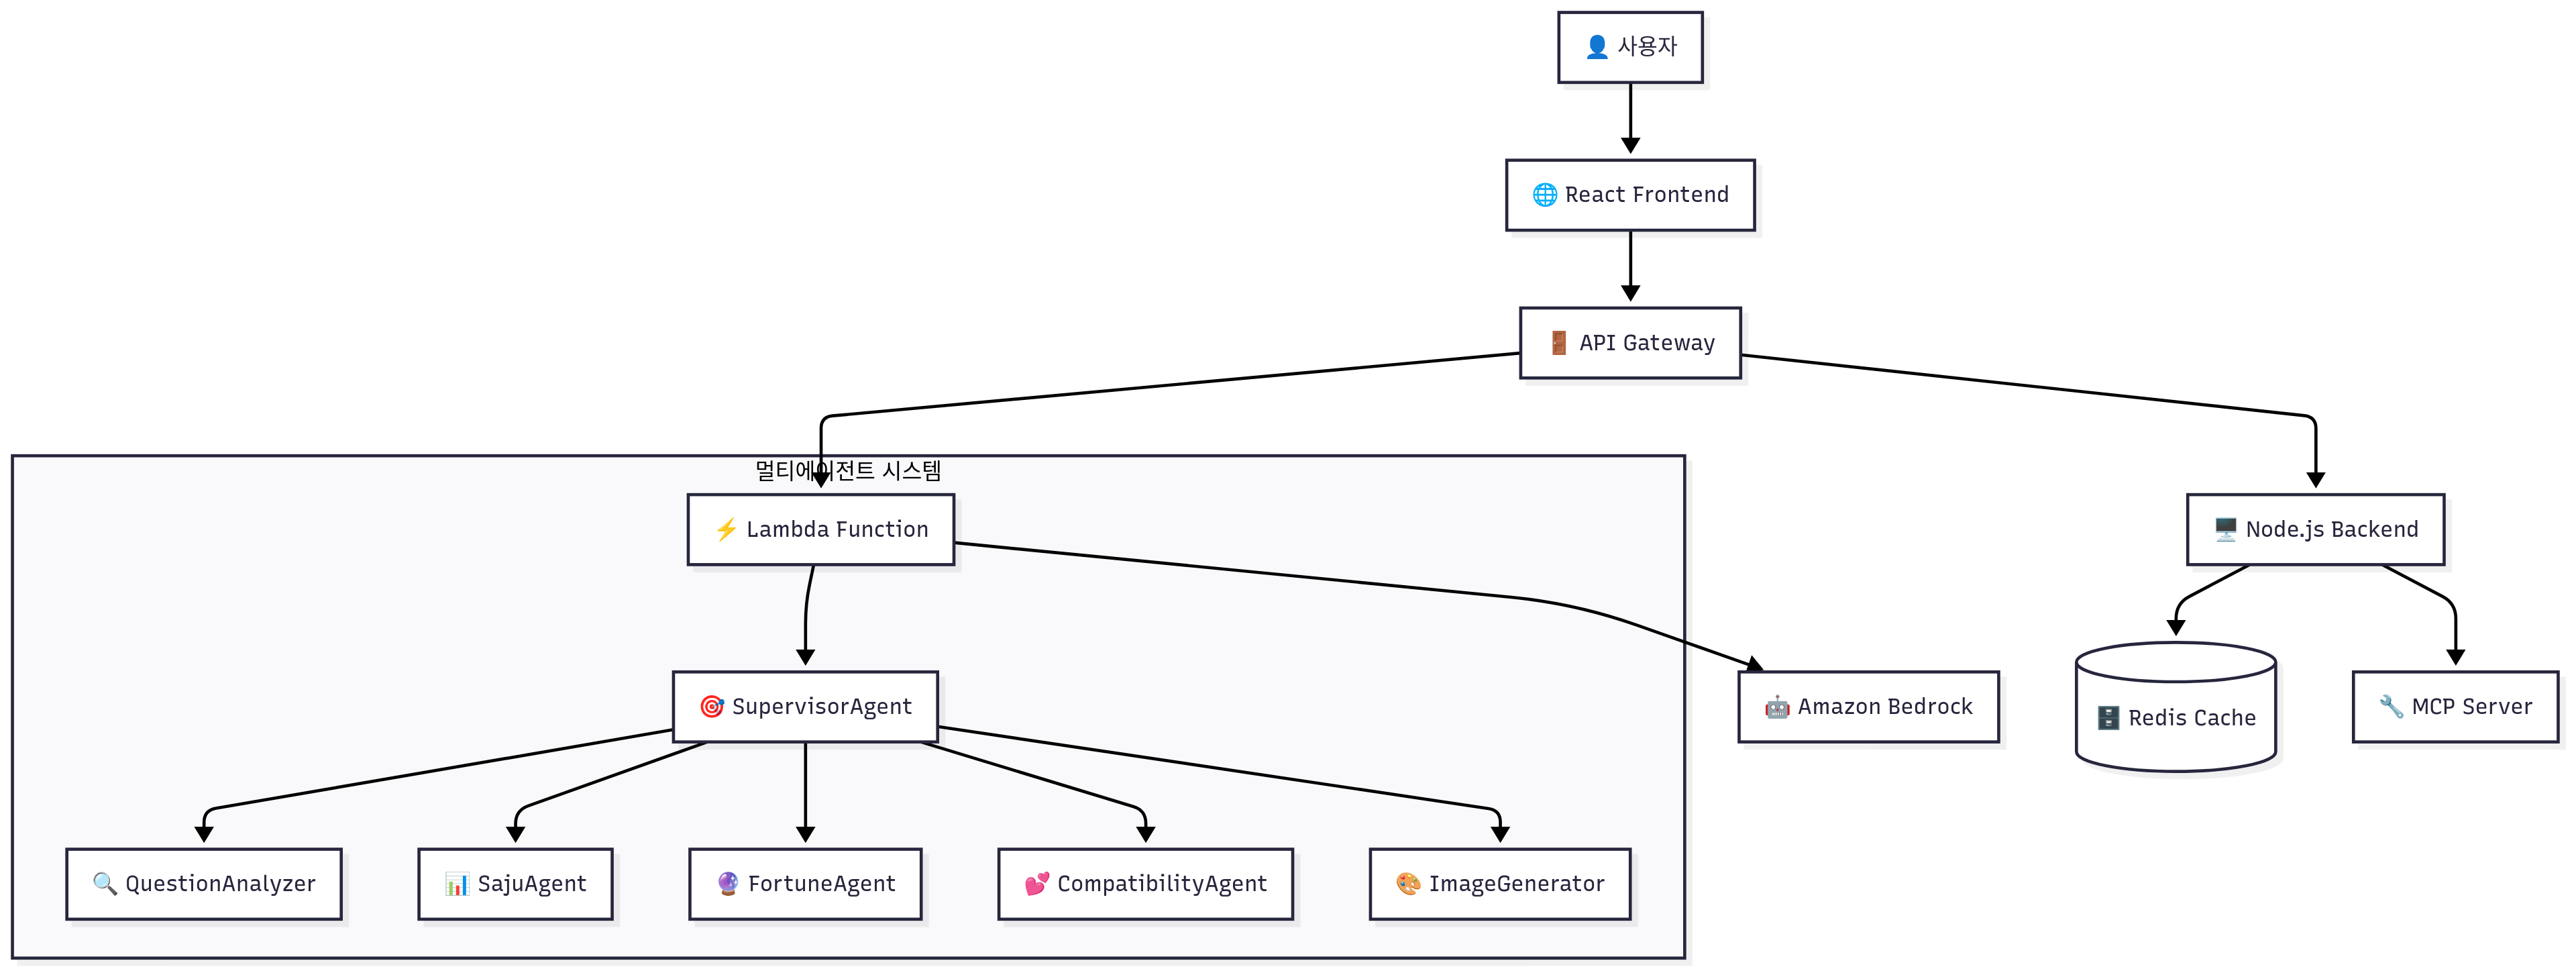 👤 사용자
🌐 React Frontend
🚪 API Gateway
멀티에이전트 시스템
⚡ Lambda Function
🖥️ Node.js Backend
🎯 SupervisorAgent
🤖 Amazon Bedrock
🗄️ Redis Cache
🔧 MCP Server
🔍 QuestionAnalyzer
📊 SajuAgent
🔮 FortuneAgent
💕 CompatibilityAgent
🎨 ImageGenerator